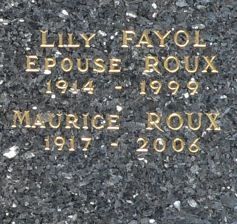 LILY FAYOL
EPOUSE ROUX
1914 - 1999
MAURICE ROUX
1917 - 2006